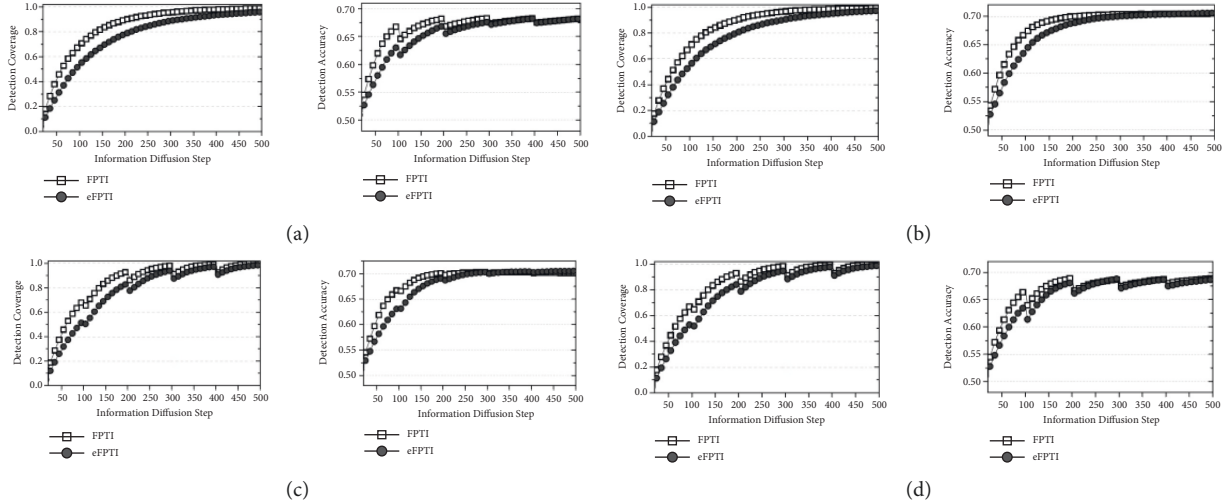 1.0
0.8
0.6
0.4
0.2
0.0
Detection Coverage
50 100 150 200 250 300 350 400 450 500
Information Diffusion Step
FPTI
eFPTI
0.70
0.65
0.60
0.55
0.50
Detection Accuracy
50 100 150 200 250 300 350 400 450 500
Information Diffusion Step
FPTI
eFPTI
(a)
1.0
0.8
0.6
0.4
0.2
0.0
Detection Coverage
50 100 150 200 250 300 350 400 450 500
Information Diffusion Step
FPTI
eFPTI
0.70
0.65
0.60
0.55
0.50
Detection Accuracy
50 100 150 200 250 300 350 400 450 500
Information Diffusion Step
FPTI
eFPTI
(b)
1.0
0.8
0.6
0.4
0.2
0.0
Detection Coverage
50 100 150 200 250 300 350 400 450 500
Information Diffusion Step
FPTI
eFPTI
0.70
0.65
0.60
0.55
0.50
Detection Accuracy
50 100 150 200 250 300 350 400 450 500
Information Diffusion Step
FPTI
eFPTI
(c)
1.0
0.8
0.6
0.4
0.2
0.0
Detection Coverage
50 100 150 200 250 300 350 400 450 500
Information Diffusion Step
FPTI
eFPTI
0.70
0.65
0.60
0.55
0.50
Detection Accuracy
50 100 150 200 250 300 350 400 450 500
Information Diffusion Step
FPTI
eFPTI
(d)